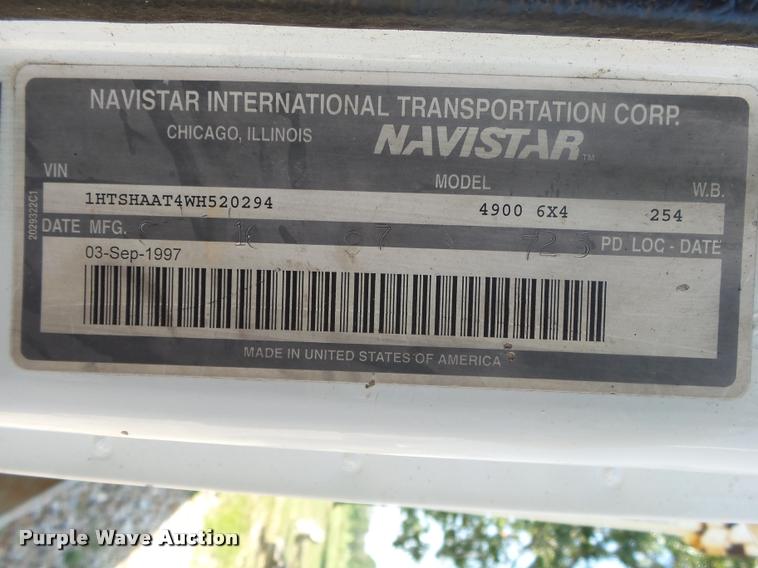 NAVISTAR INTERNATIONAL TRANSPORTATION CORP.
CHICAGO, ILLINOIS NAVISTAR TM
VIN MODEL W.B.
1HTSHAAT4WH520294 4900 6X4 254
DATE MFG. PD. LOC - DATE
03-Sep-1997
MADE IN UNITED STATES OF AMERICA
2029322C1
Purple Wave Auction